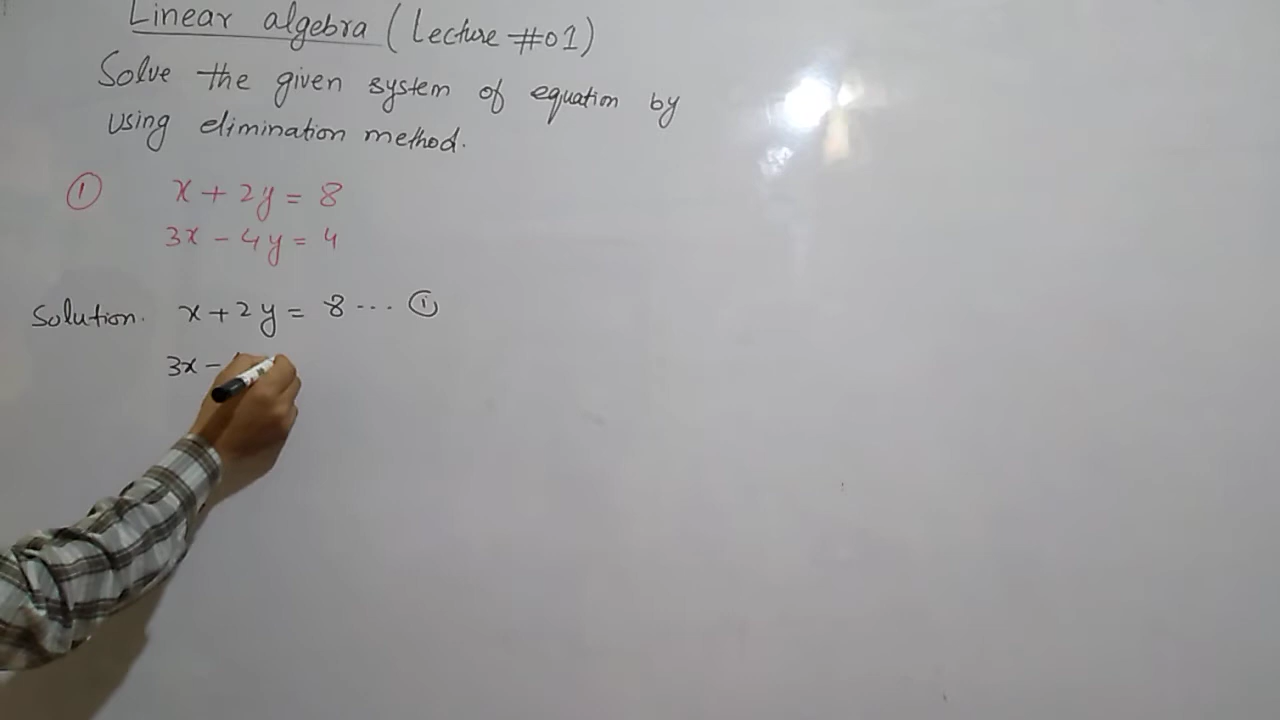 Linear algebra (Lecture #01)
Solve the given system of equation by
using elimination method.
① x + 2y = 8
3x - 4y = 4
Solution. x + 2y = 8 --- ①
3x -